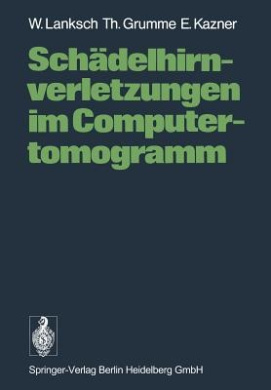 W. Lanksch Th. Grumme E. Kazner
Schädelhirn-
verletzungen
im Computer-
tomogramm
Springer-Verlag Berlin Heidelberg GmbH